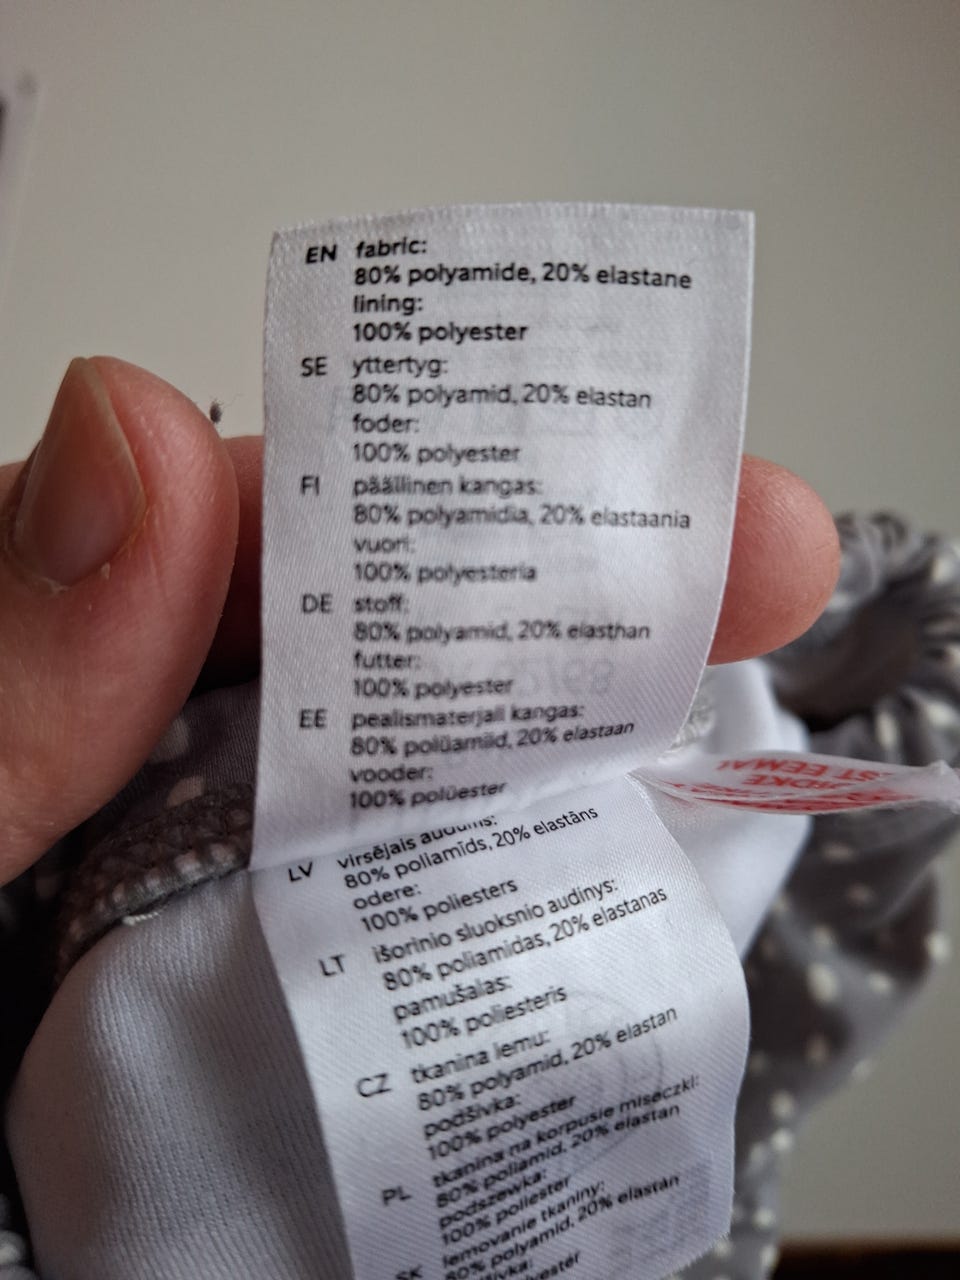 EN fabric:
80% polyamide, 20% elastane
lining:
100% polyester
SE yttertyg:
80% polyamid, 20% elastan
foder:
100% polyester
FI päällinen kangas:
80% polyamidia, 20% elastaania
vuori:
100% polyesteria
DE stoff:
80% polyamid, 20% elasthan
futter:
100% polyester
EE pealismaterjali kangas:
80% polüamiid, 20% elastaan
vooder:
100% polüester
LV virsējais audums:
80% poliamīds, 20% elastāns
odere:
100% poliesters
LT išorinio sluoksnio audinys:
80% poliamidas, 20% elastanas
pamušalas:
100% poliesteris
CZ tkanina lemu:
80% polyamid, 20% elastan
podšívka:
100% polyester
PL tkanina na korpusie miseczki:
80% poliamid, 20% elastan
podszewka:
100% poliester
SK lemovanie tkaniny:
80% polyamid, 20% elastan
podšívka:
EEMAL